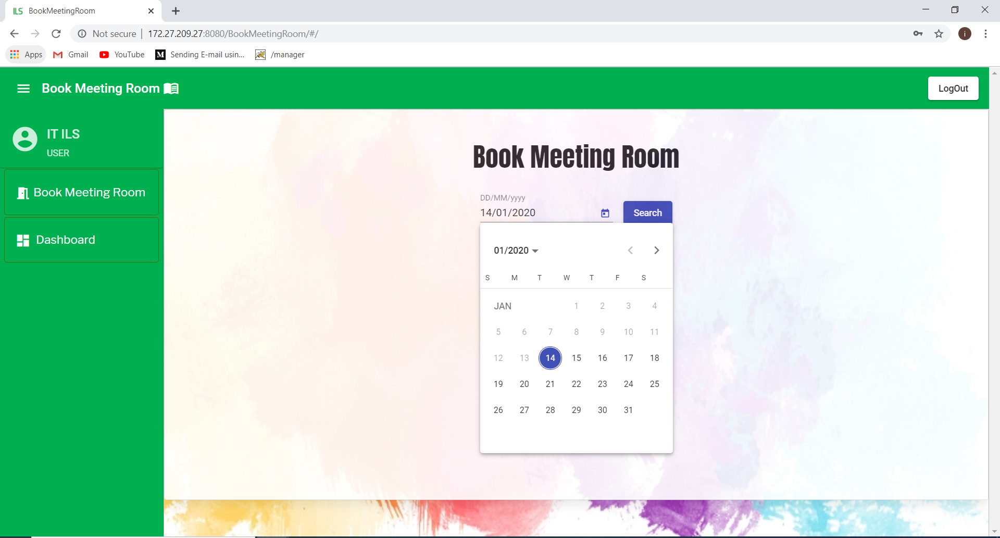 ILS BookMeetingRoom
Not secure 172.27.209.27:8080/BookMeetingRoom/#/ i
Apps Gmail YouTube M Sending E-mail usin... /manager
Book Meeting Room LogOut
IT ILS
USER
Book Meeting Room
Dashboard
Book Meeting Room
DD/MM/yyyy
14/01/2020 Search
01/2020
S M T W T F S
JAN 1 2 3 4
5 6 7 8 9 10 11
12 13 14 15 16 17 18
19 20 21 22 23 24 25
26 27 28 29 30 31